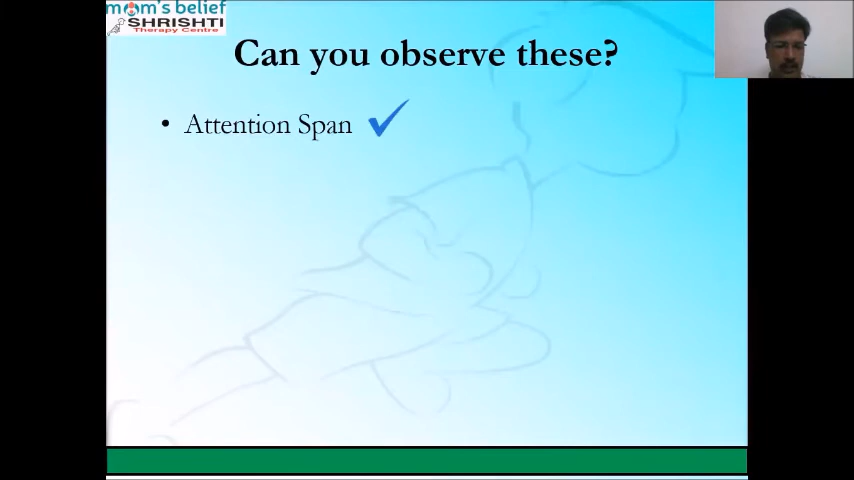 mom's belief
SHRISHTI
Therapy Centre
Can you observe these?
• Attention Span